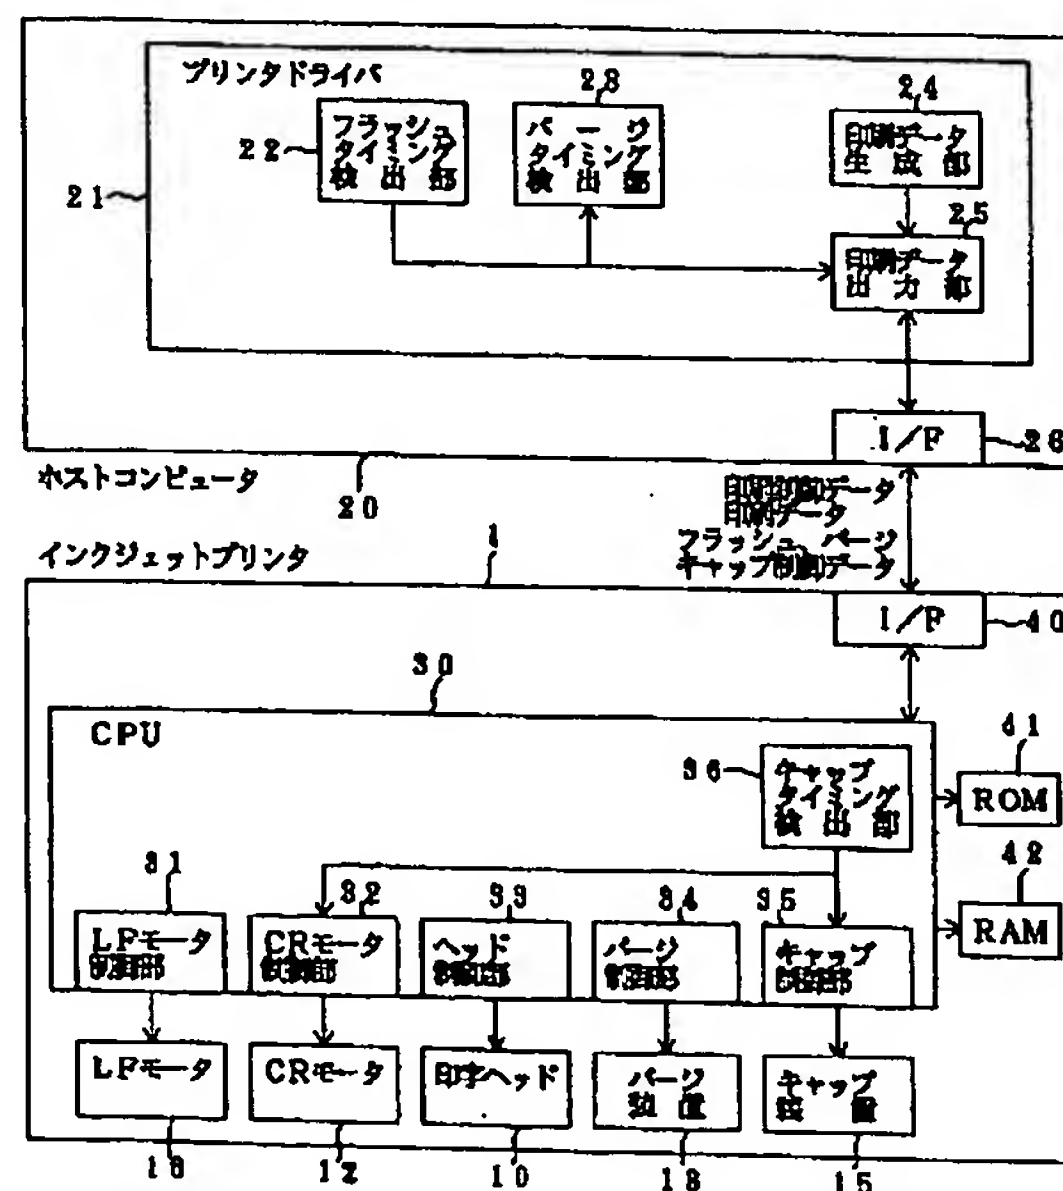 プリンタドライバ
23
24
22
フラッシュ
タイミング
検出部
パージ
タイミング
検出部
印刷データ
生成部
21
25
印刷データ
出力部
I/F
26
ホストコンピュータ
20
印刷制御データ
印刷データ
フラッシュ、パージ
キャップ制御データ
インクジェットプリンタ
1
I/F
40
30
CPU
41
36
キャップ
タイミング
検出部
ROM
42
31
32
33
34
35
RAM
LFモータ
制御部
CRモータ
制御部
ヘッド
制御部
パージ
制御部
キャップ
制御部
LFモータ
CRモータ
印字ヘッド
パージ
装置
キャップ
装置
12
10
15